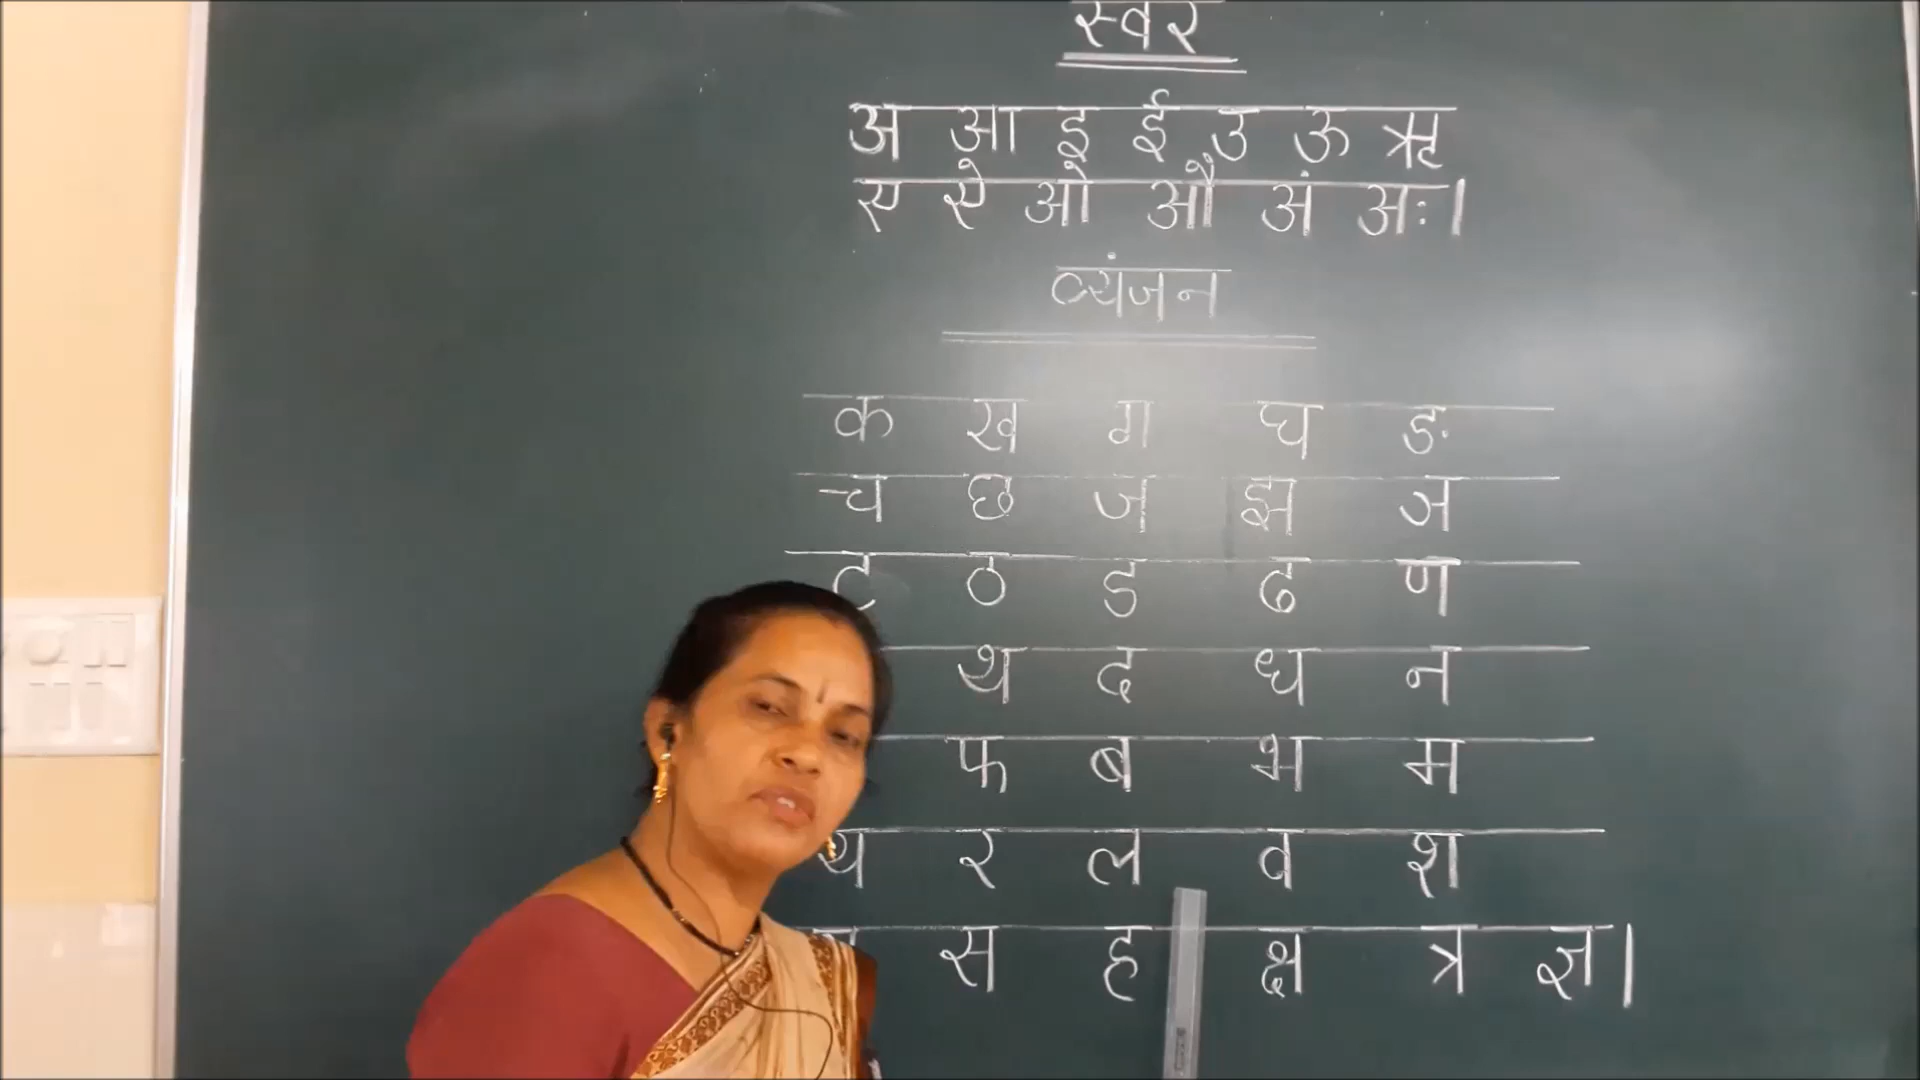 स्वर
अ आ इ ई उ ऊ ऋ
ए ऐ ओ औ अं अः।
व्यंजन
क ख ग घ ङ
च छ ज झ ञ
ट ठ ड ढ ण
थ द ध न
फ ब भ म
य र ल व श
स ह क्ष त्र ज्ञ।